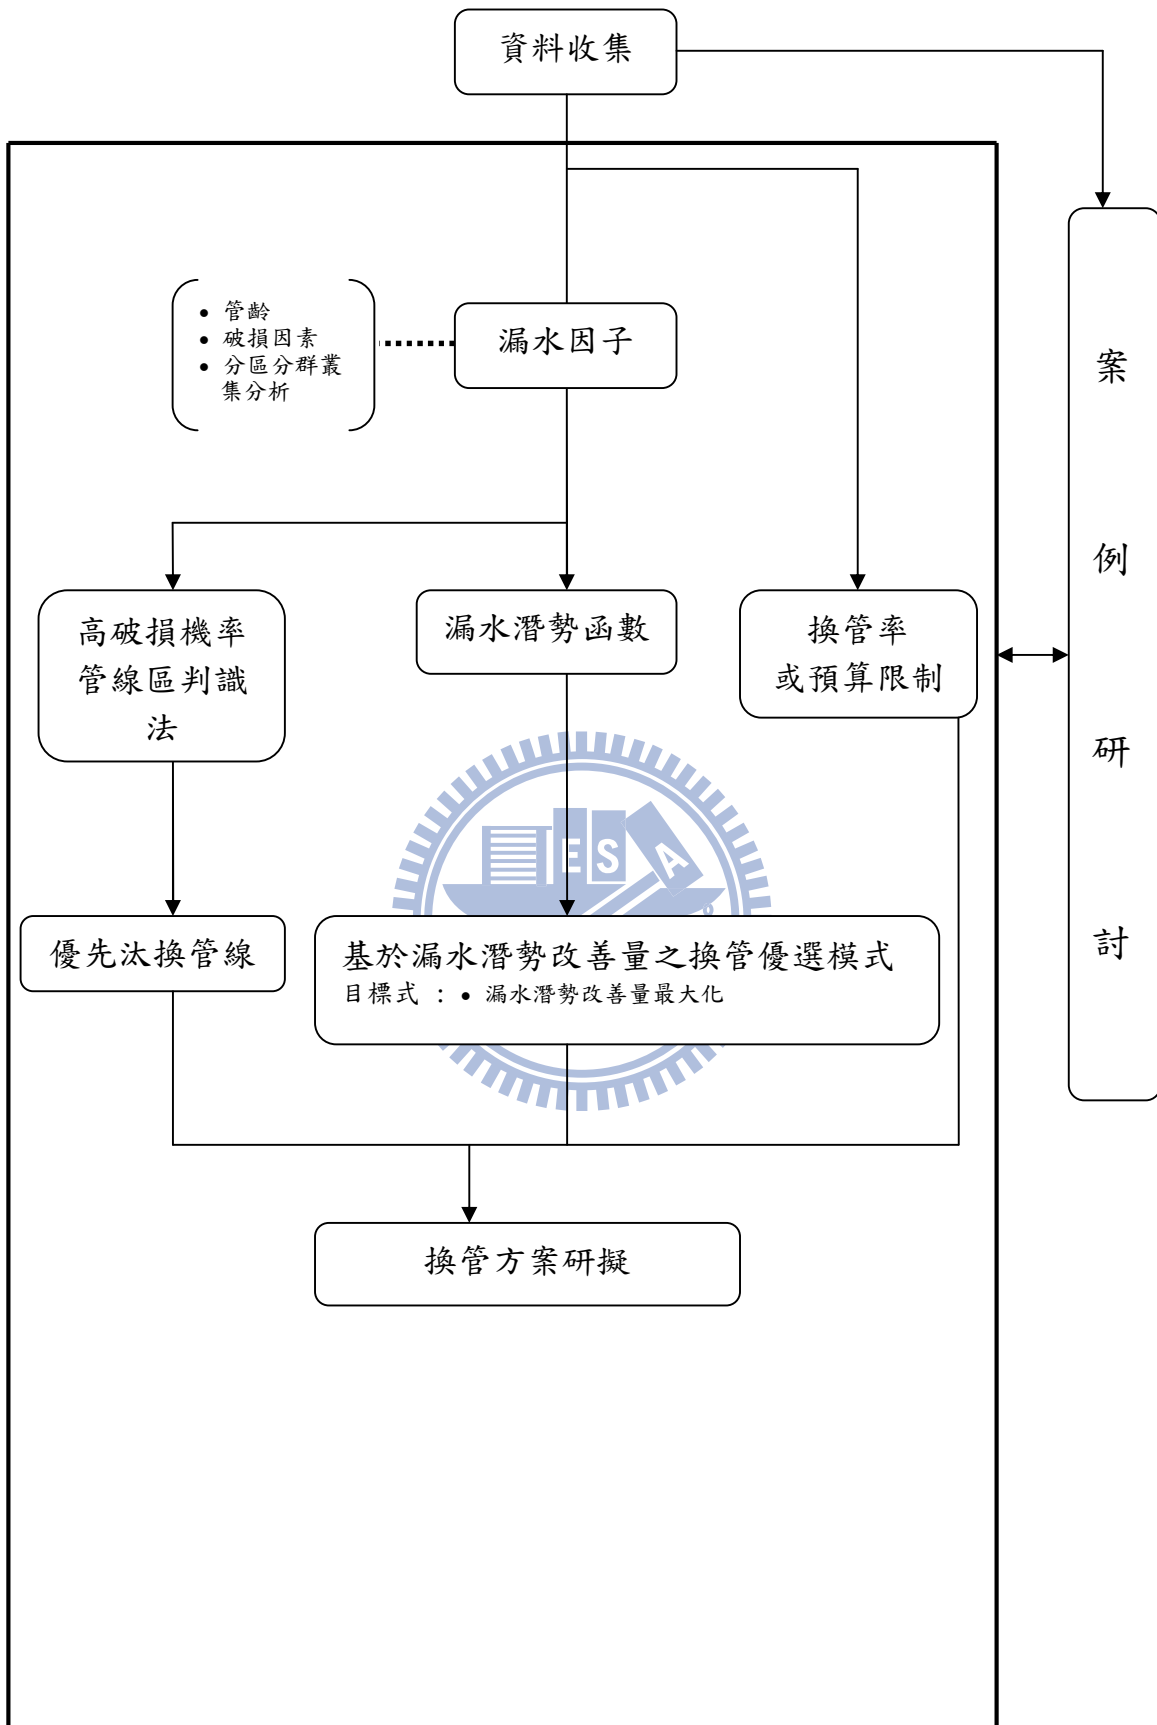 資料收集
• 管齡
• 破損因素
• 分區分群叢
集分析
漏水因子
高破損機率
管線區判識
法
漏水潛勢函數
換管率
或預算限制
案
例
研
討
ESA
優先汰換管線
基於漏水潛勢改善量之換管優選模式
目標式 : • 漏水潛勢改善量最大化
換管方案研擬